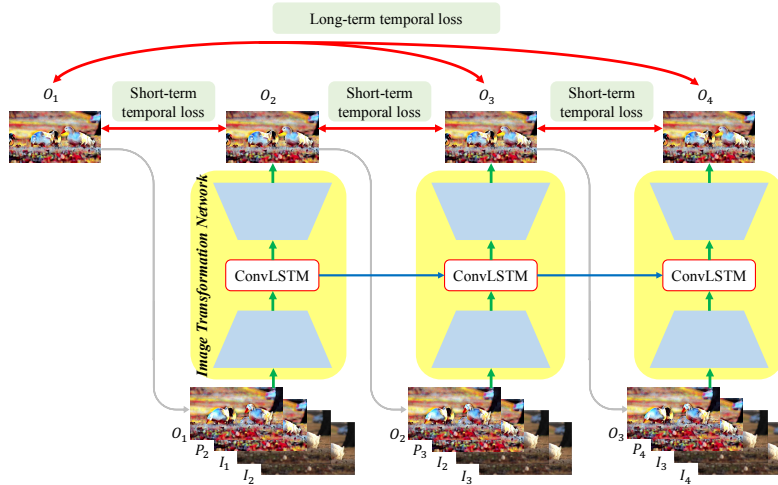 Long-term temporal loss
O₁
Short-term
temporal loss
O₂
Short-term
temporal loss
O₃
Short-term
temporal loss
O₄
Image Transformation Network
ConvLSTM
ConvLSTM
ConvLSTM
O₁
P₂
I₁
I₂
O₂
P₃
I₂
I₃
O₃
P₄
I₃
I₄